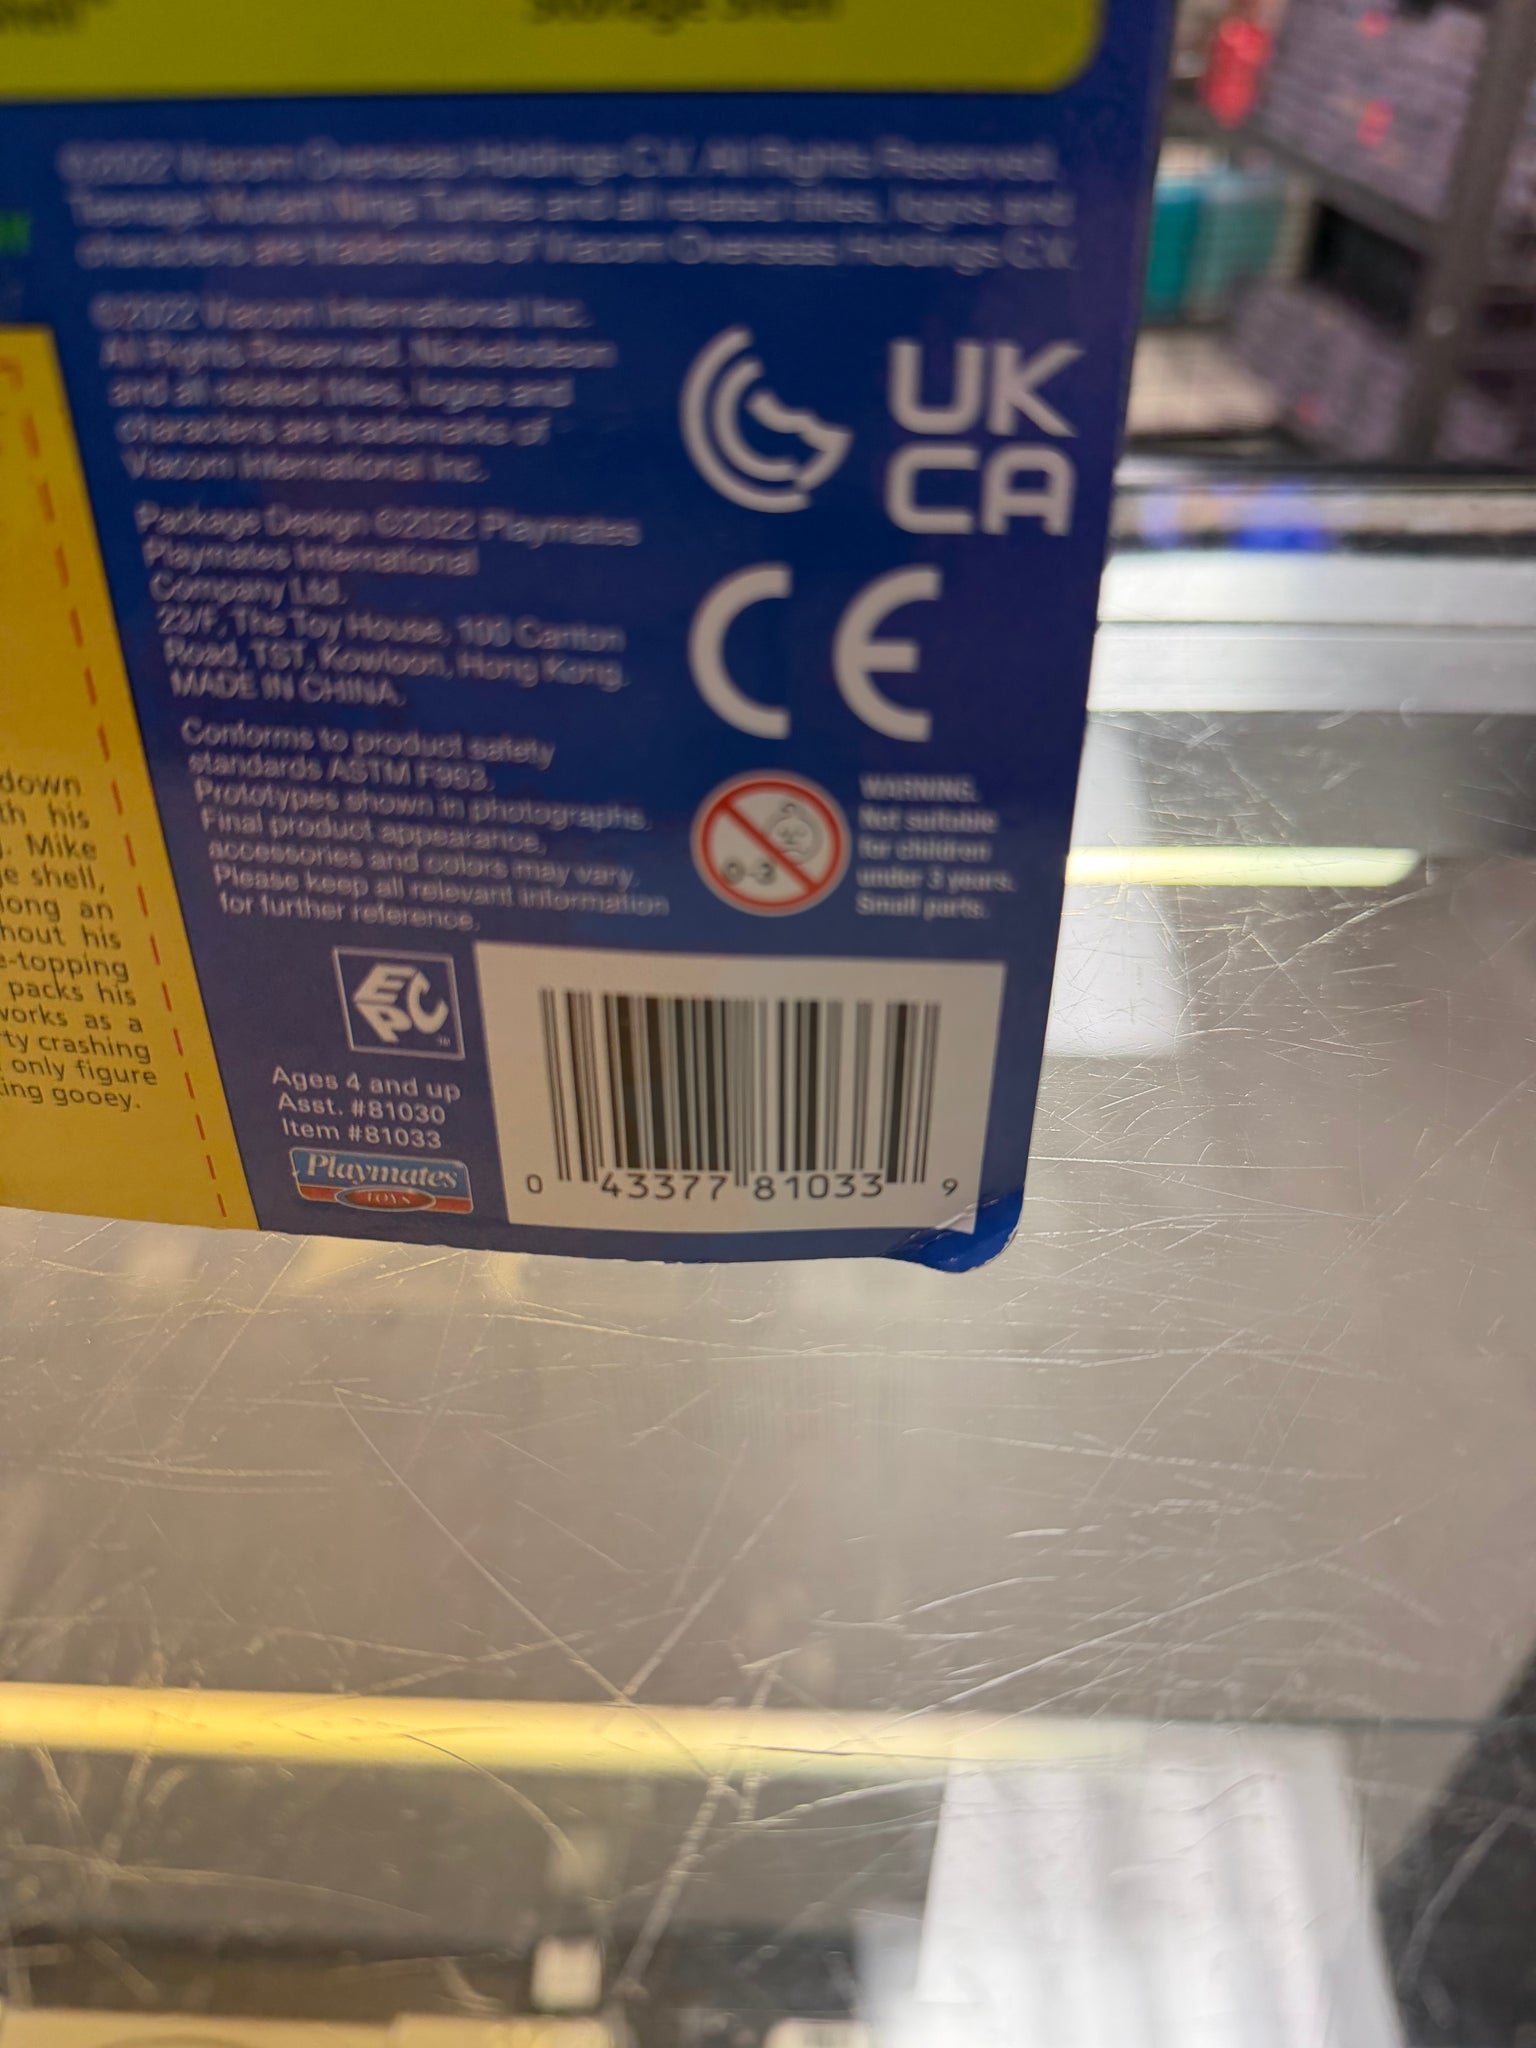 Storage Shell
©2022 Viacom Overseas Holdings C.V. All Rights Reserved.
Teenage Mutant Ninja Turtles and all related titles, logos and
characters are trademarks of Viacom Overseas Holdings C.V.
©2022 Viacom International Inc.
All Rights Reserved. Nickelodeon
and all related titles, logos and
characters are trademarks of
Viacom International Inc.
Package Design ©2022 Playmates
Playmates International
Company Ltd.
23/F, The Toy House, 100 Canton
Road, TST, Kowloon, Hong Kong.
MADE IN CHINA.
Conforms to product safety
standards ASTM F963.
Prototypes shown in photographs.
Final product appearance,
accessories and colors may vary.
Please keep all relevant information
for further reference.
UK
CA
CE
0-3
WARNING.
Not suitable
for children
under 3 years.
Small parts.
down
his
Mike
shell,
an
his
-topping
packs his
works as a
crashing
only figure
gooey.
EPC
Ages 4 and up
Asst. #81030
Item #81033
Playmates
TOYS
0 43377 81033 9